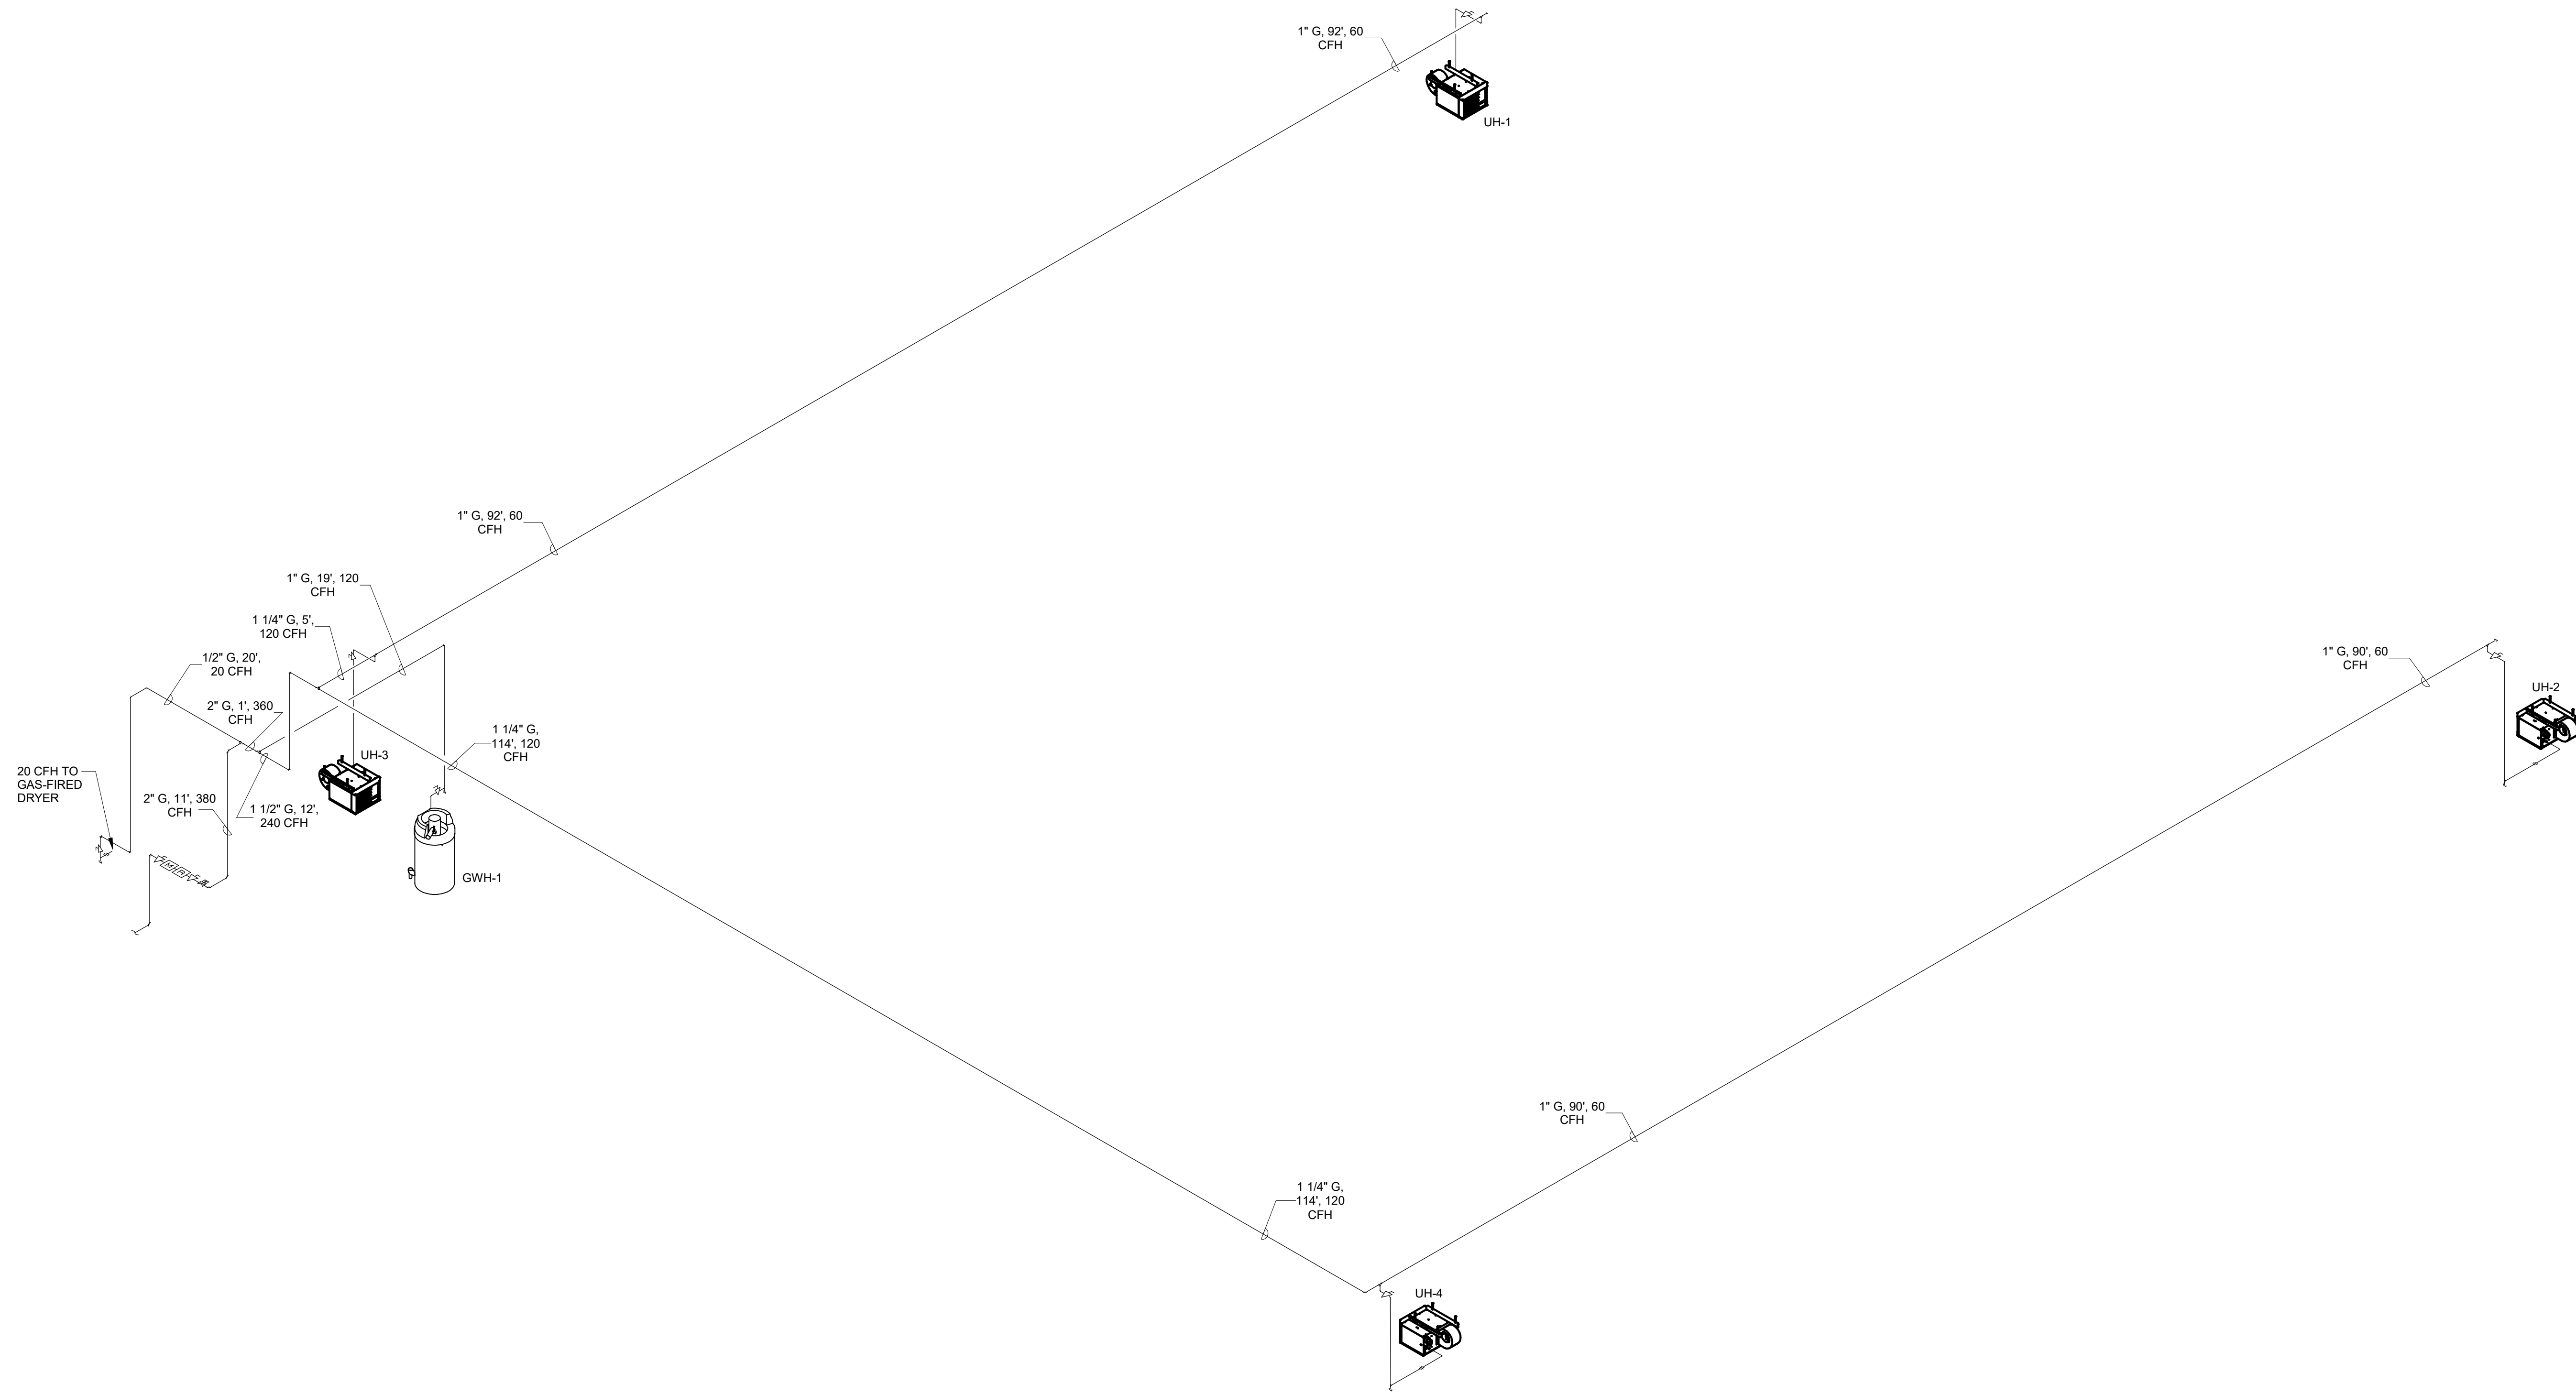 1" G, 92', 60
CFH
UH-1
1" G, 92', 60
CFH
1" G, 19', 120
CFH
1 1/4" G, 5',
120 CFH
1/2" G, 20',
20 CFH
2" G, 1', 360
CFH
1 1/4" G,
114', 120
CFH
1" G, 90', 60
CFH
UH-2
UH-3
20 CFH TO
GAS-FIRED
DRYER
2" G, 11', 380
CFH
1 1/2" G, 12',
240 CFH
M
R
GWH-1
1" G, 90', 60
CFH
1 1/4" G,
114', 120
CFH
UH-4